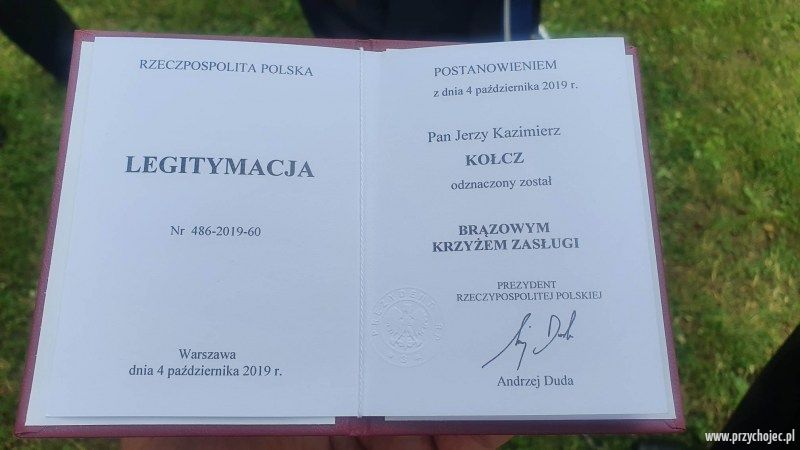 RZECZPOSPOLITA POLSKA
LEGITYMACJA
Nr 486-2019-60
Warszawa
dnia 4 października 2019 r.
POSTANOWIENIEM
z dnia 4 października 2019 r.
Pan Jerzy Kazimierz
KOŁCZ
odznaczony został
BRĄZOWYM
KRZYŻEM ZASŁUGI
PREZYDENT
RZECZYPOSPOLITEJ POLSKIEJ
Andrzej Duda
www.przychojec.pl